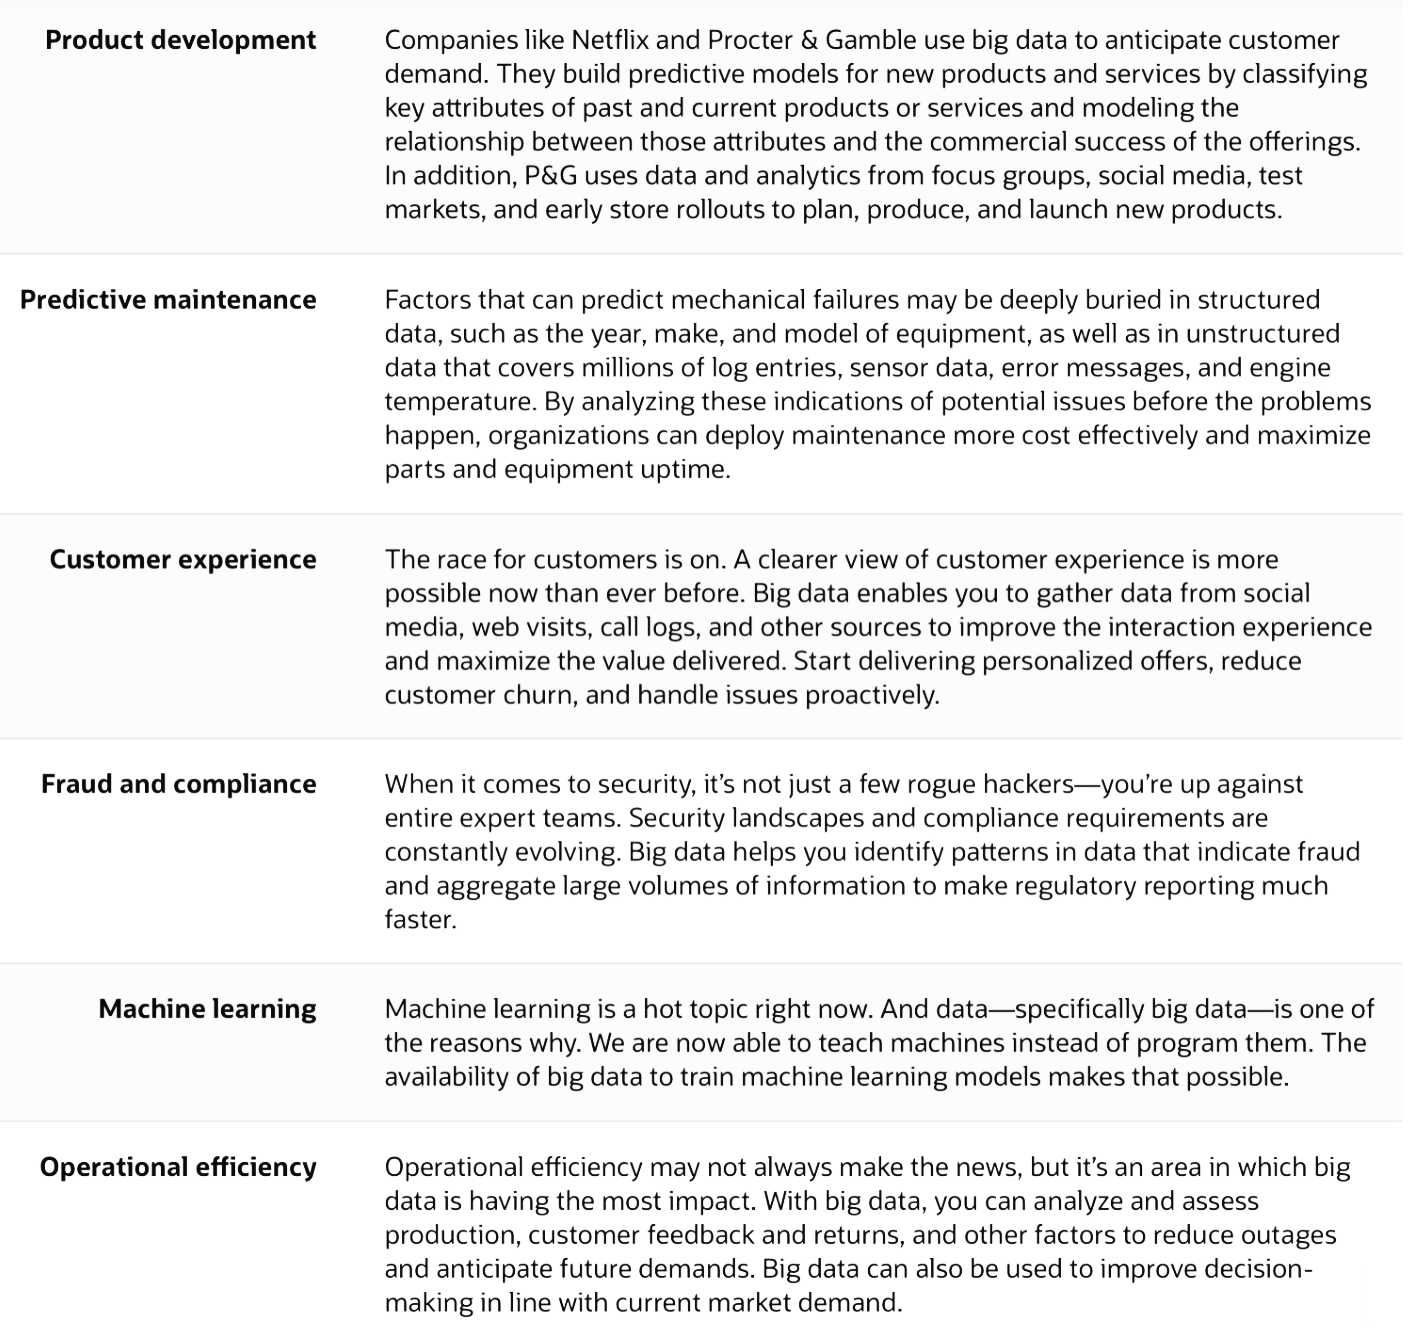 Product development
Companies like Netflix and Procter & Gamble use big data to anticipate customer
demand. They build predictive models for new products and services by classifying
key attributes of past and current products or services and modeling the
relationship between those attributes and the commercial success of the offerings.
In addition, P&G uses data and analytics from focus groups, social media, test
markets, and early store rollouts to plan, produce, and launch new products.
Predictive maintenance
Factors that can predict mechanical failures may be deeply buried in structured
data, such as the year, make, and model of equipment, as well as in unstructured
data that covers millions of log entries, sensor data, error messages, and engine
temperature. By analyzing these indications of potential issues before the problems
happen, organizations can deploy maintenance more cost effectively and maximize
parts and equipment uptime.
Customer experience
The race for customers is on. A clearer view of customer experience is more
possible now than ever before. Big data enables you to gather data from social
media, web visits, call logs, and other sources to improve the interaction experience
and maximize the value delivered. Start delivering personalized offers, reduce
customer churn, and handle issues proactively.
Fraud and compliance
When it comes to security, it’s not just a few rogue hackers—you’re up against
entire expert teams. Security landscapes and compliance requirements are
constantly evolving. Big data helps you identify patterns in data that indicate fraud
and aggregate large volumes of information to make regulatory reporting much
faster.
Machine learning
Machine learning is a hot topic right now. And data—specifically big data—is one of
the reasons why. We are now able to teach machines instead of program them. The
availability of big data to train machine learning models makes that possible.
Operational efficiency
Operational efficiency may not always make the news, but it’s an area in which big
data is having the most impact. With big data, you can analyze and assess
production, customer feedback and returns, and other factors to reduce outages
and anticipate future demands. Big data can also be used to improve decision-
making in line with current market demand.